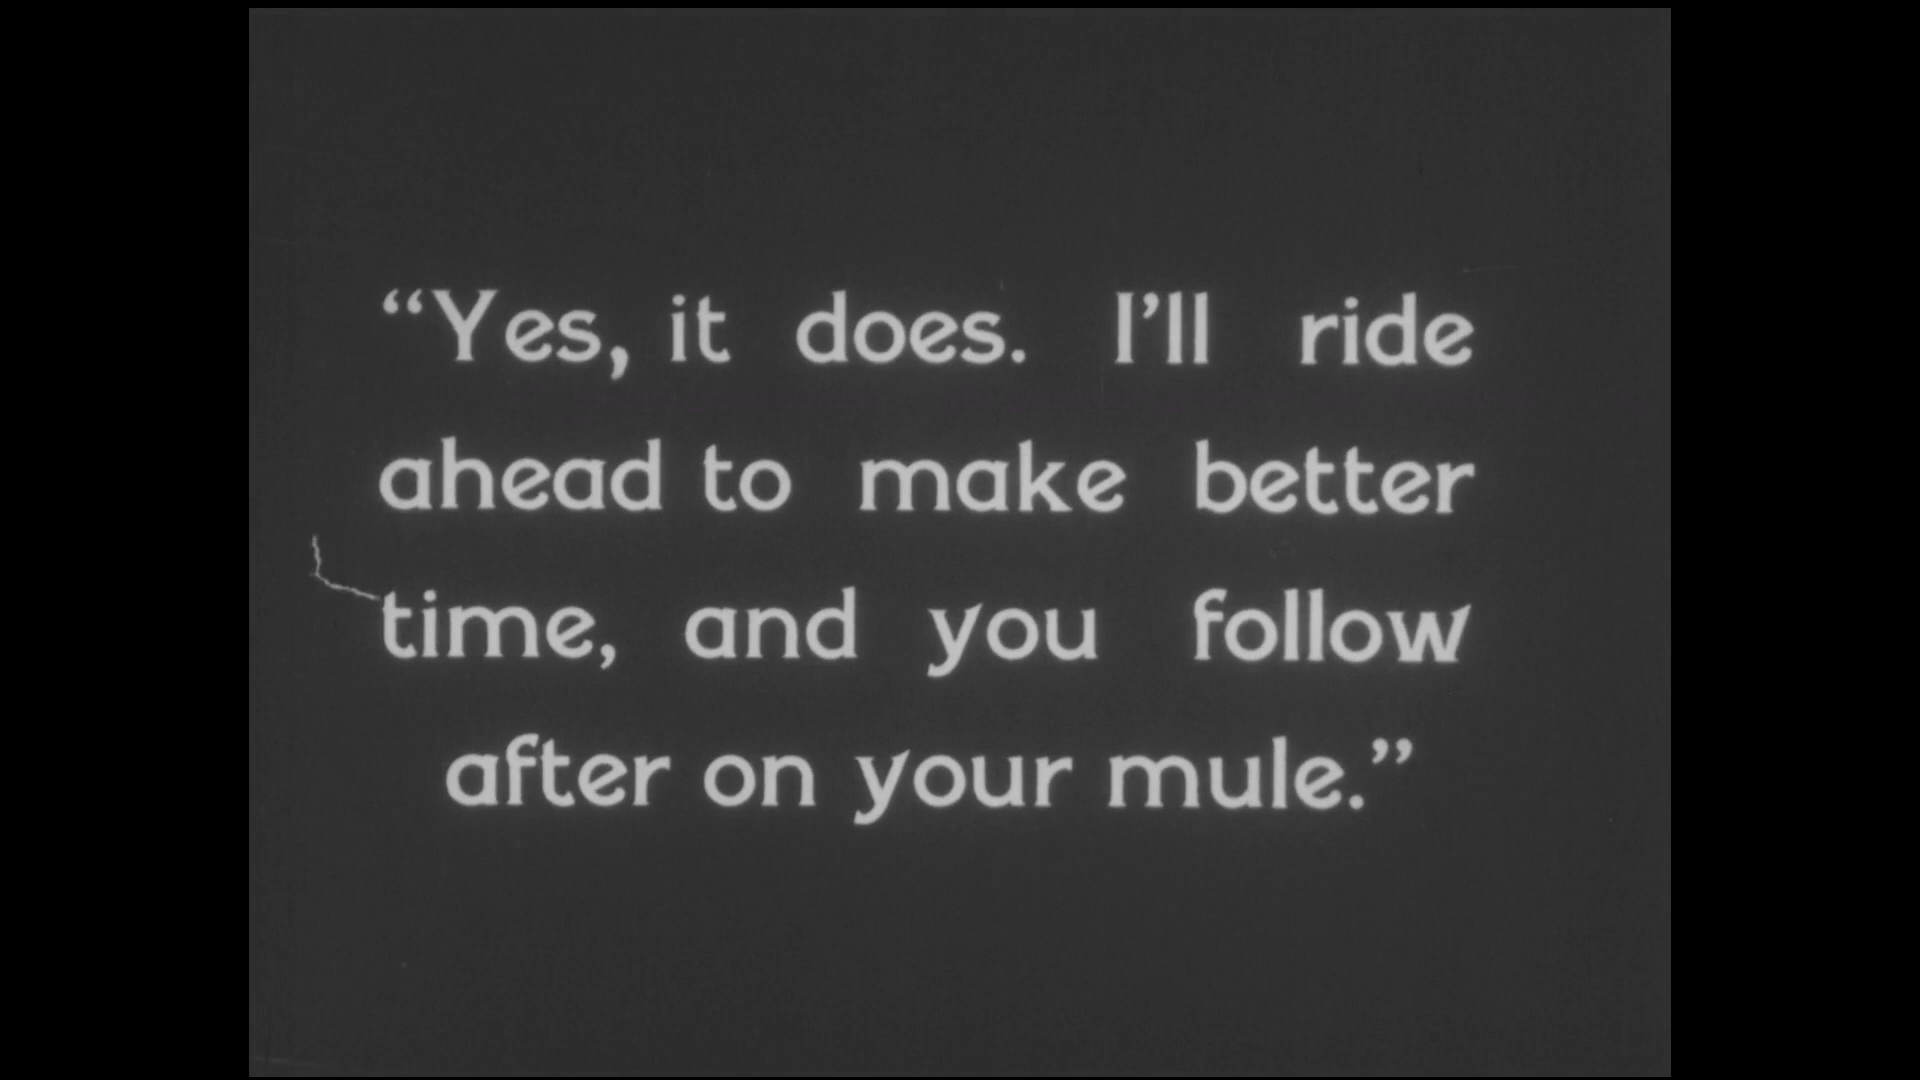 “Yes, it does. I’ll ride
ahead to make better
time, and you follow
after on your mule.”